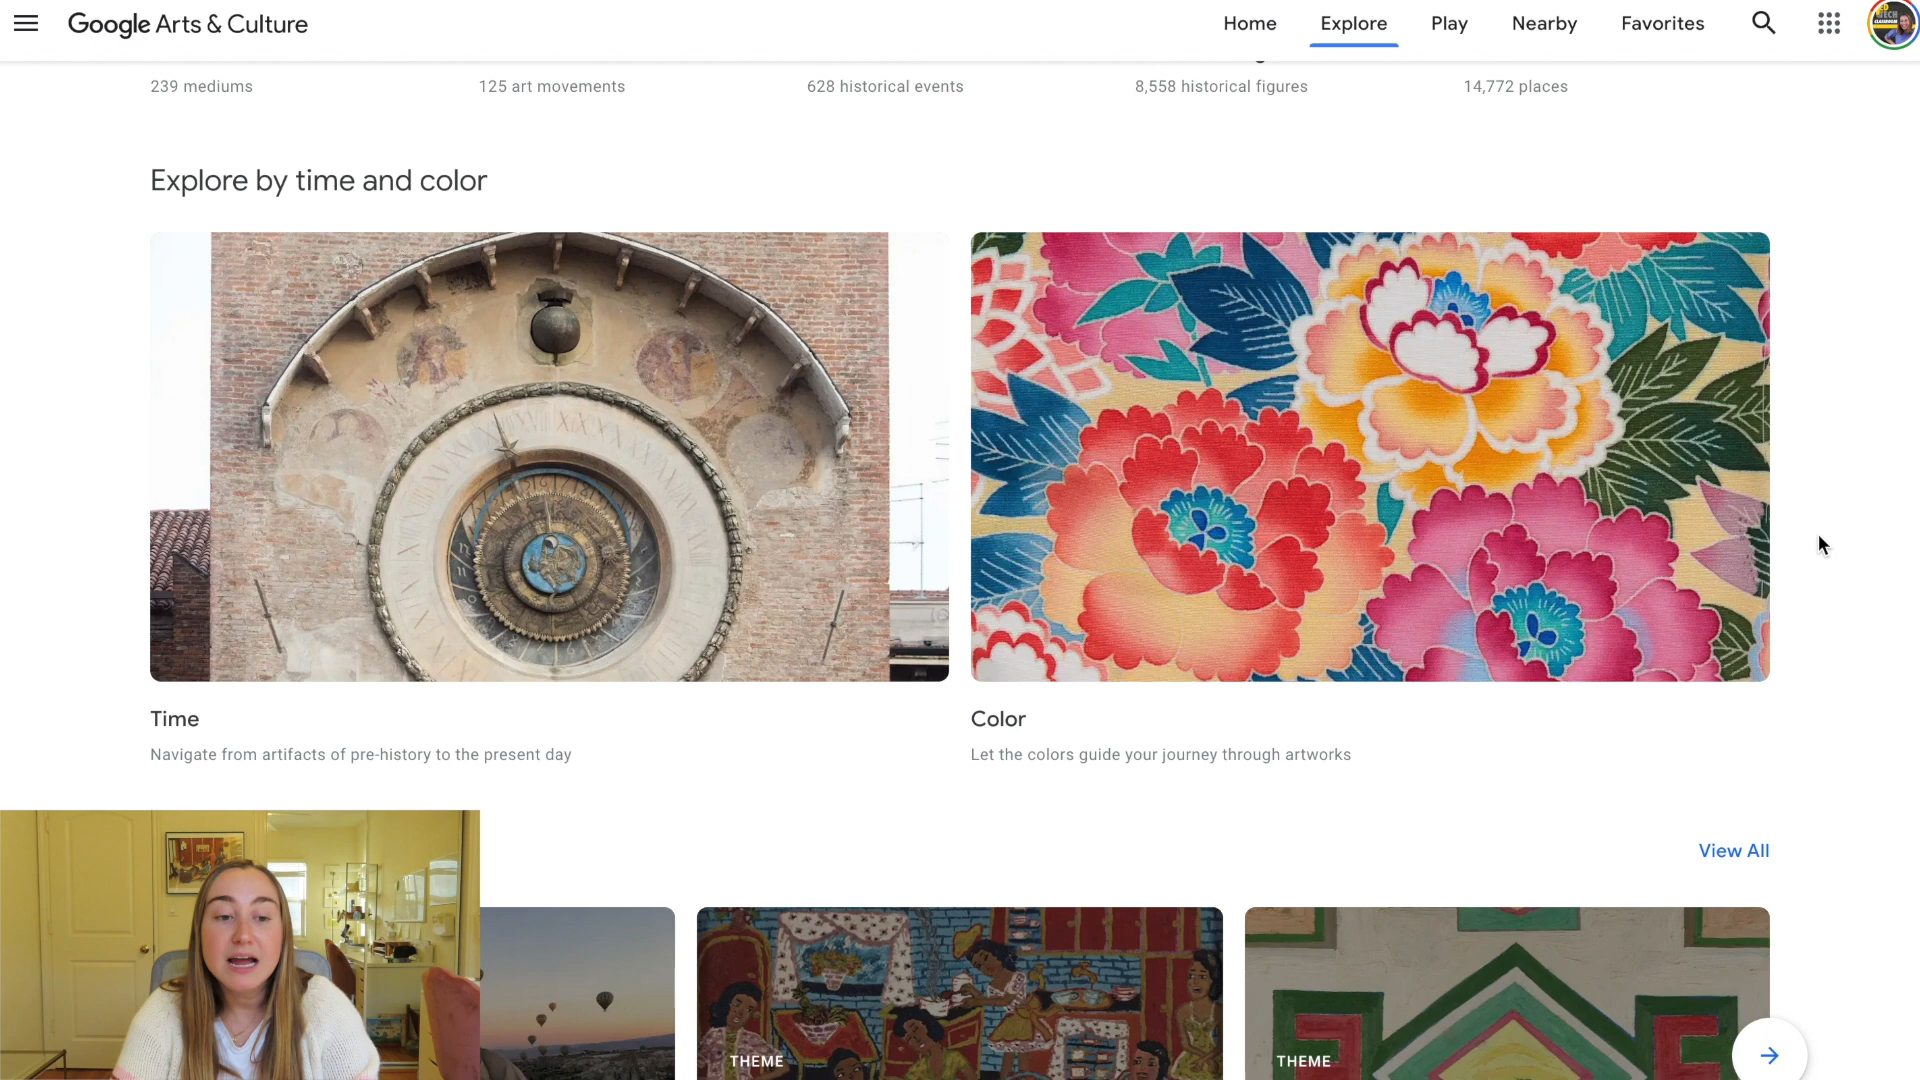 Google Arts & Culture
Home
Explore
Play
Nearby
Favorites
239 mediums
125 art movements
628 historical events
8,558 historical figures
14,772 places
Explore by time and color
Time
Navigate from artifacts of pre-history to the present day
Color
Let the colors guide your journey through artworks
View All
THEME
THEME